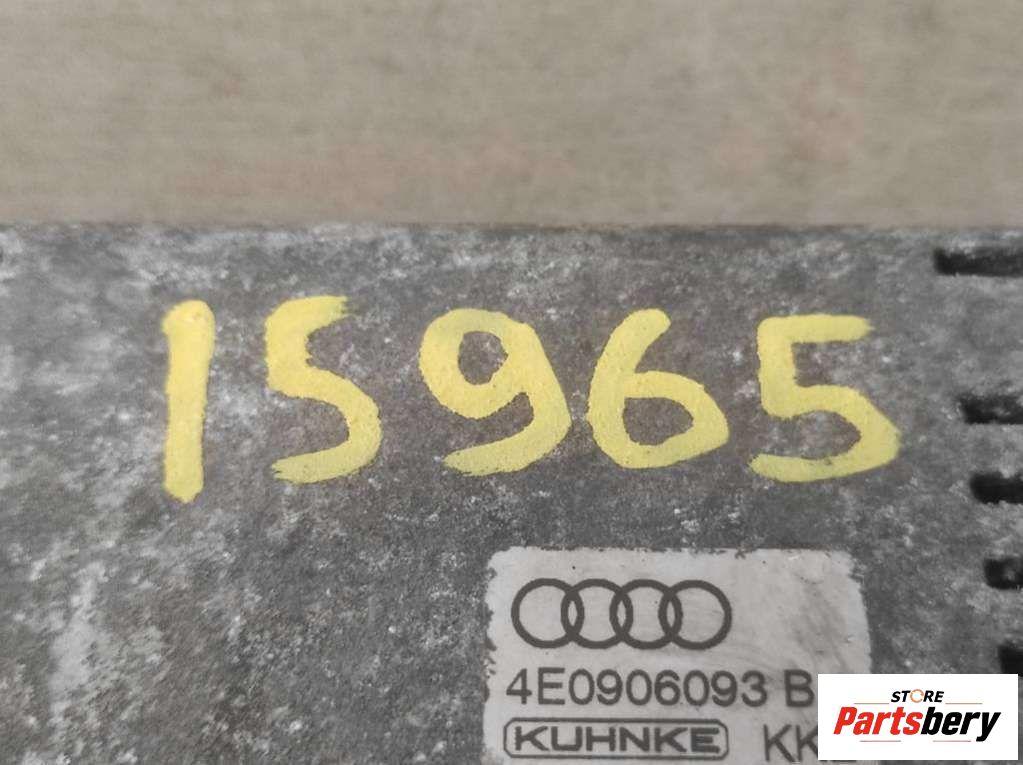 15965
4E0906093 B
KUHNKE
STORE
Partsbery